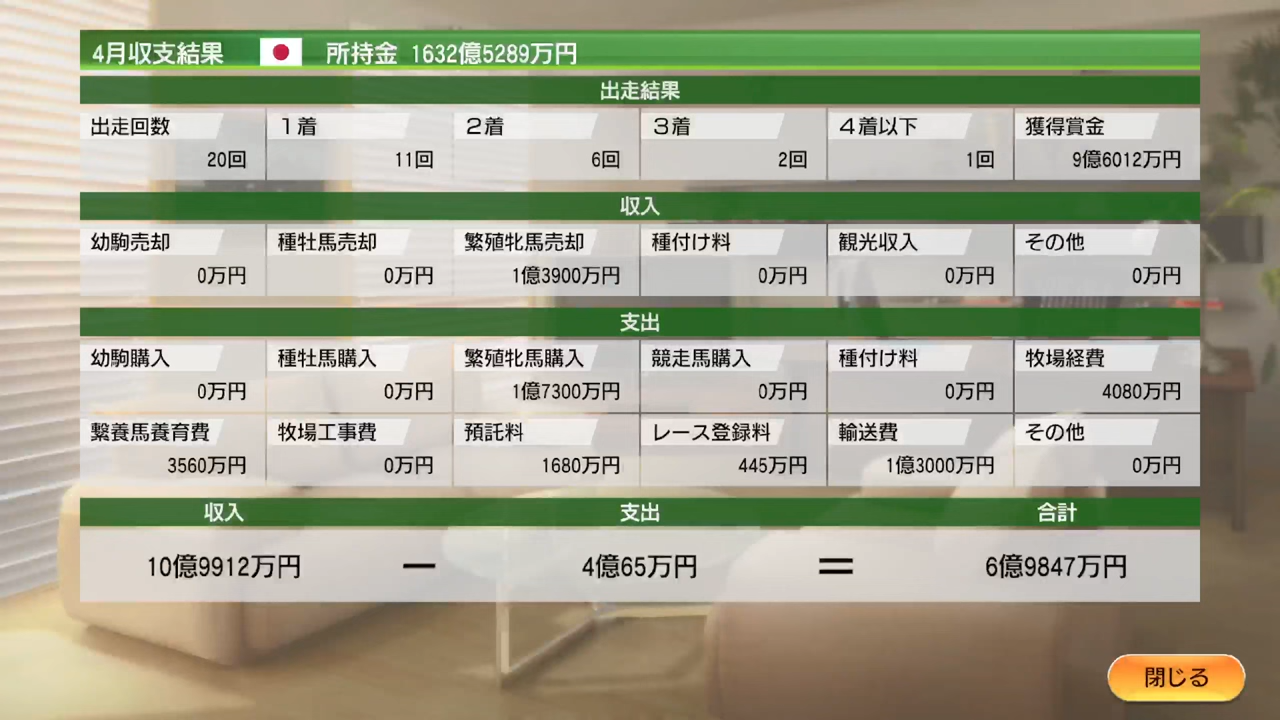 4月収支結果 所持金 1632億5289万円
出走結果
出走回数 1着 2着 3着 4着以下 獲得賞金
20回 11回 6回 2回 1回 9億6012万円
収入
幼駒売却 種牡馬売却 繁殖牝馬売却 種付け料 観光収入 その他
0万円 0万円 1億3900万円 0万円 0万円 0万円
支出
幼駒購入 種牡馬購入 繁殖牝馬購入 競走馬購入 種付け料 牧場経費
0万円 0万円 1億7300万円 0万円 0万円 4080万円
繋養馬養育費 牧場工事費 預託料 レース登録料 輸送費 その他
3560万円 0万円 1680万円 445万円 1億3000万円 0万円
収入 支出 合計
10億9912万円 ー 4億65万円 = 6億9847万円
閉じる